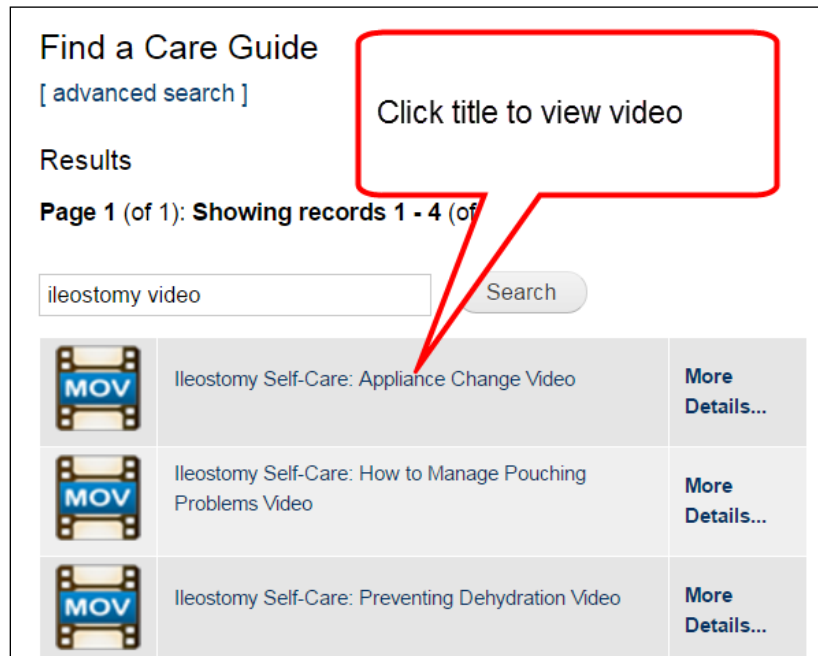 Find a Care Guide
[ advanced search ]
Click title to view video
Results
Page 1 (of 1): Showing records 1 - 4 (of
ileostomy video
Search
MOV
Ileostomy Self-Care: Appliance Change Video
More
Details...
MOV
Ileostomy Self-Care: How to Manage Pouching
Problems Video
More
Details...
MOV
Ileostomy Self-Care: Preventing Dehydration Video
More
Details...